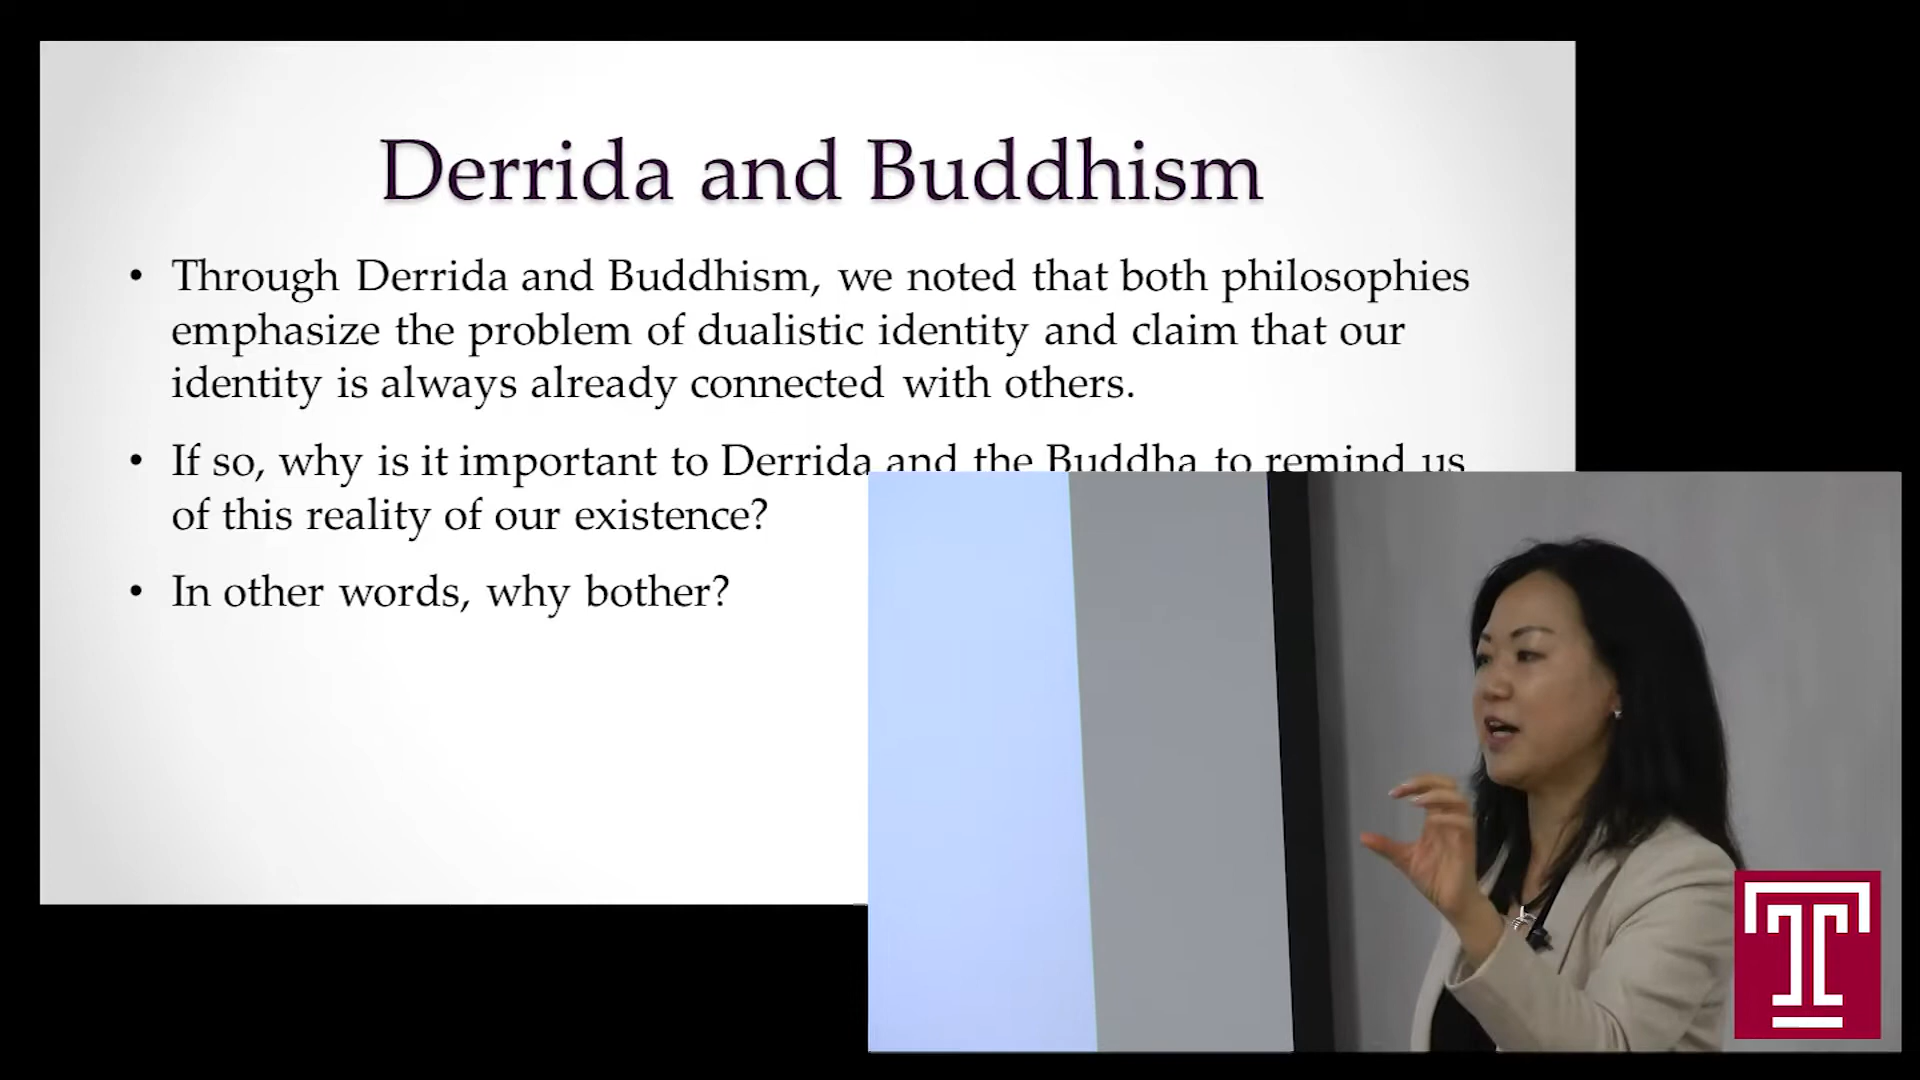 Derrida and Buddhism
• Through Derrida and Buddhism, we noted that both philosophies
emphasize the problem of dualistic identity and claim that our
identity is always already connected with others.
• If so, why is it important to Derrida and the Buddha to remind us
of this reality of our existence?
• In other words, why bother?
T